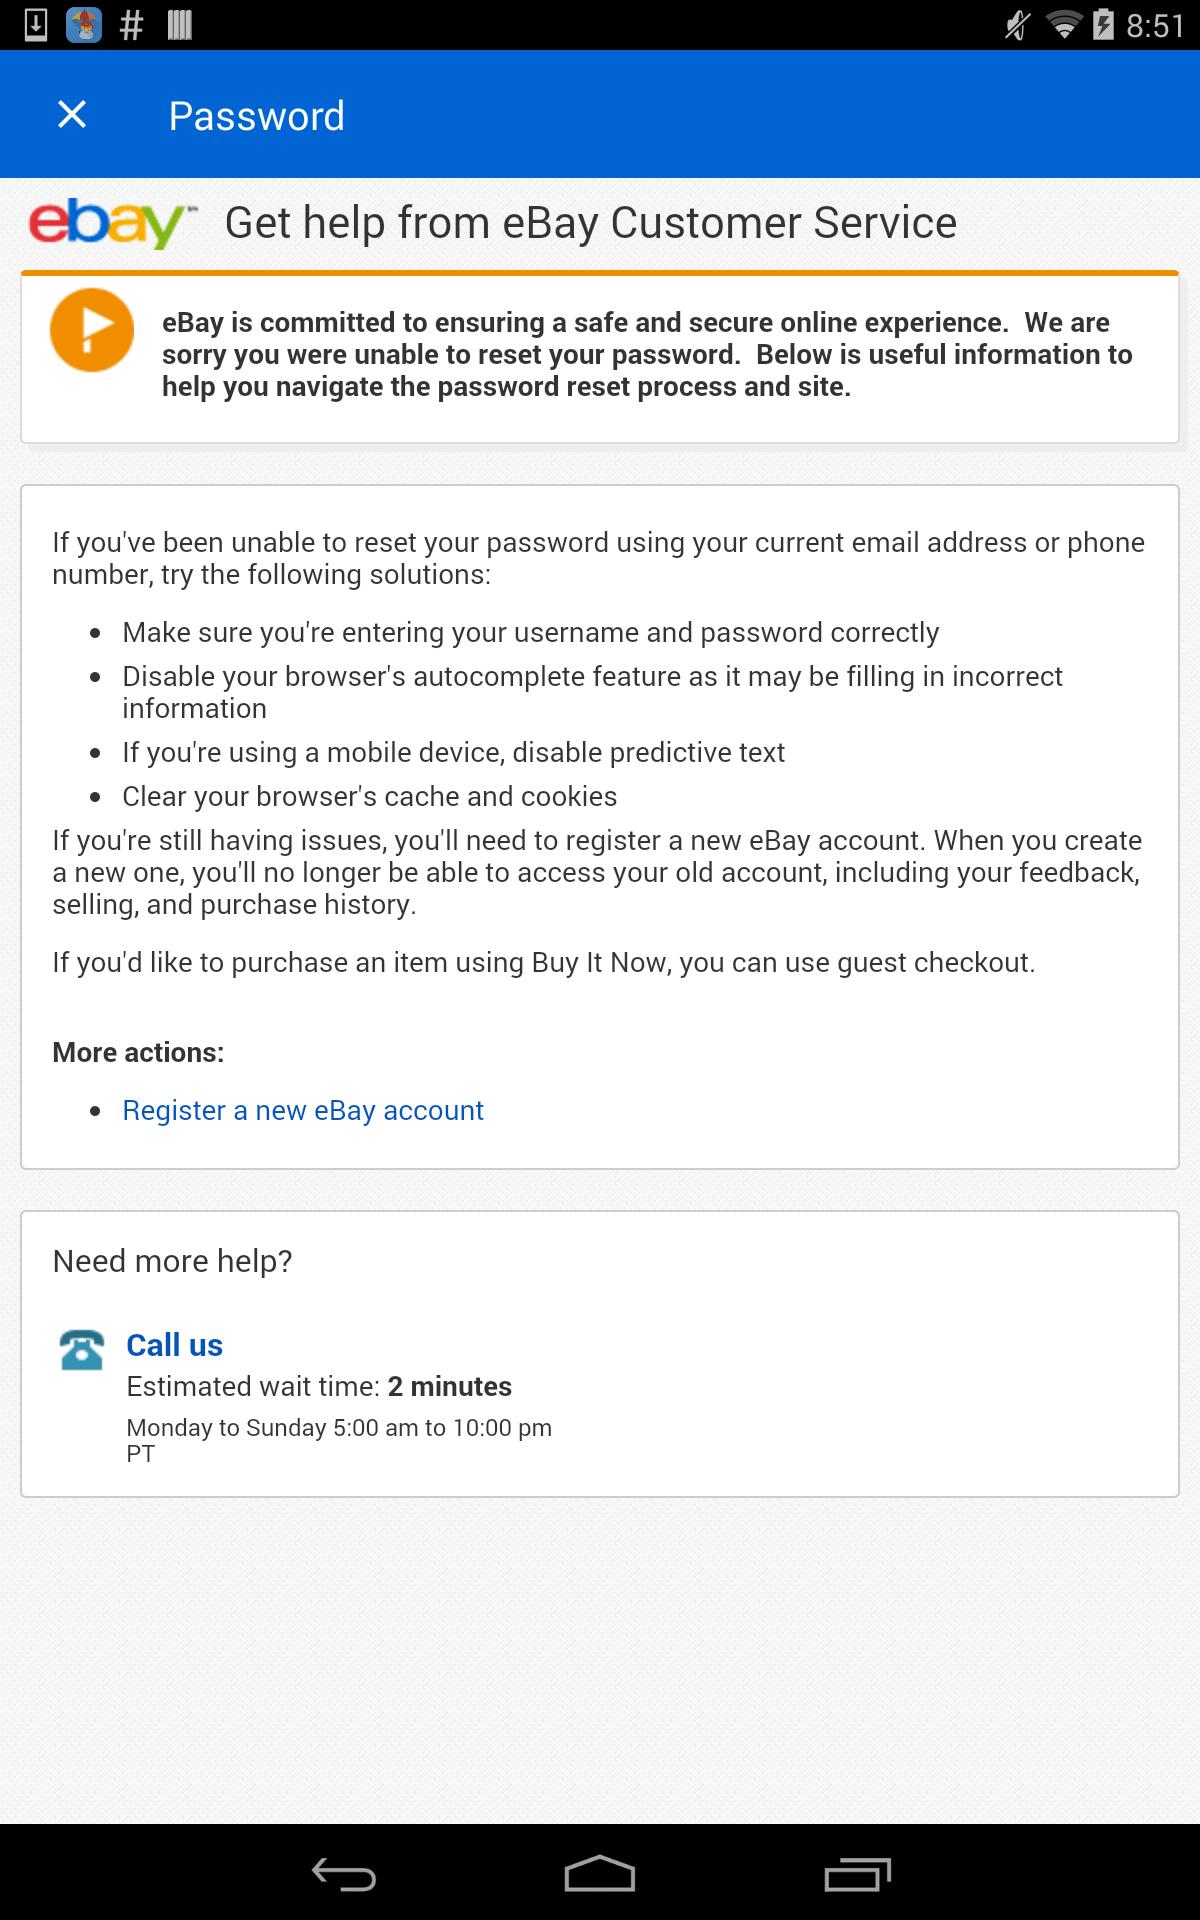 8:51
Password
ebay™ Get help from eBay Customer Service
eBay is committed to ensuring a safe and secure online experience.  We are
sorry you were unable to reset your password.  Below is useful information to
help you navigate the password reset process and site.
If you've been unable to reset your password using your current email address or phone
number, try the following solutions:
• Make sure you're entering your username and password correctly
• Disable your browser's autocomplete feature as it may be filling in incorrect
information
• If you're using a mobile device, disable predictive text
• Clear your browser's cache and cookies
If you're still having issues, you'll need to register a new eBay account. When you create
a new one, you'll no longer be able to access your old account, including your feedback,
selling, and purchase history.
If you'd like to purchase an item using Buy It Now, you can use guest checkout.
More actions:
• Register a new eBay account
Need more help?
Call us
Estimated wait time: 2 minutes
Monday to Sunday 5:00 am to 10:00 pm
PT